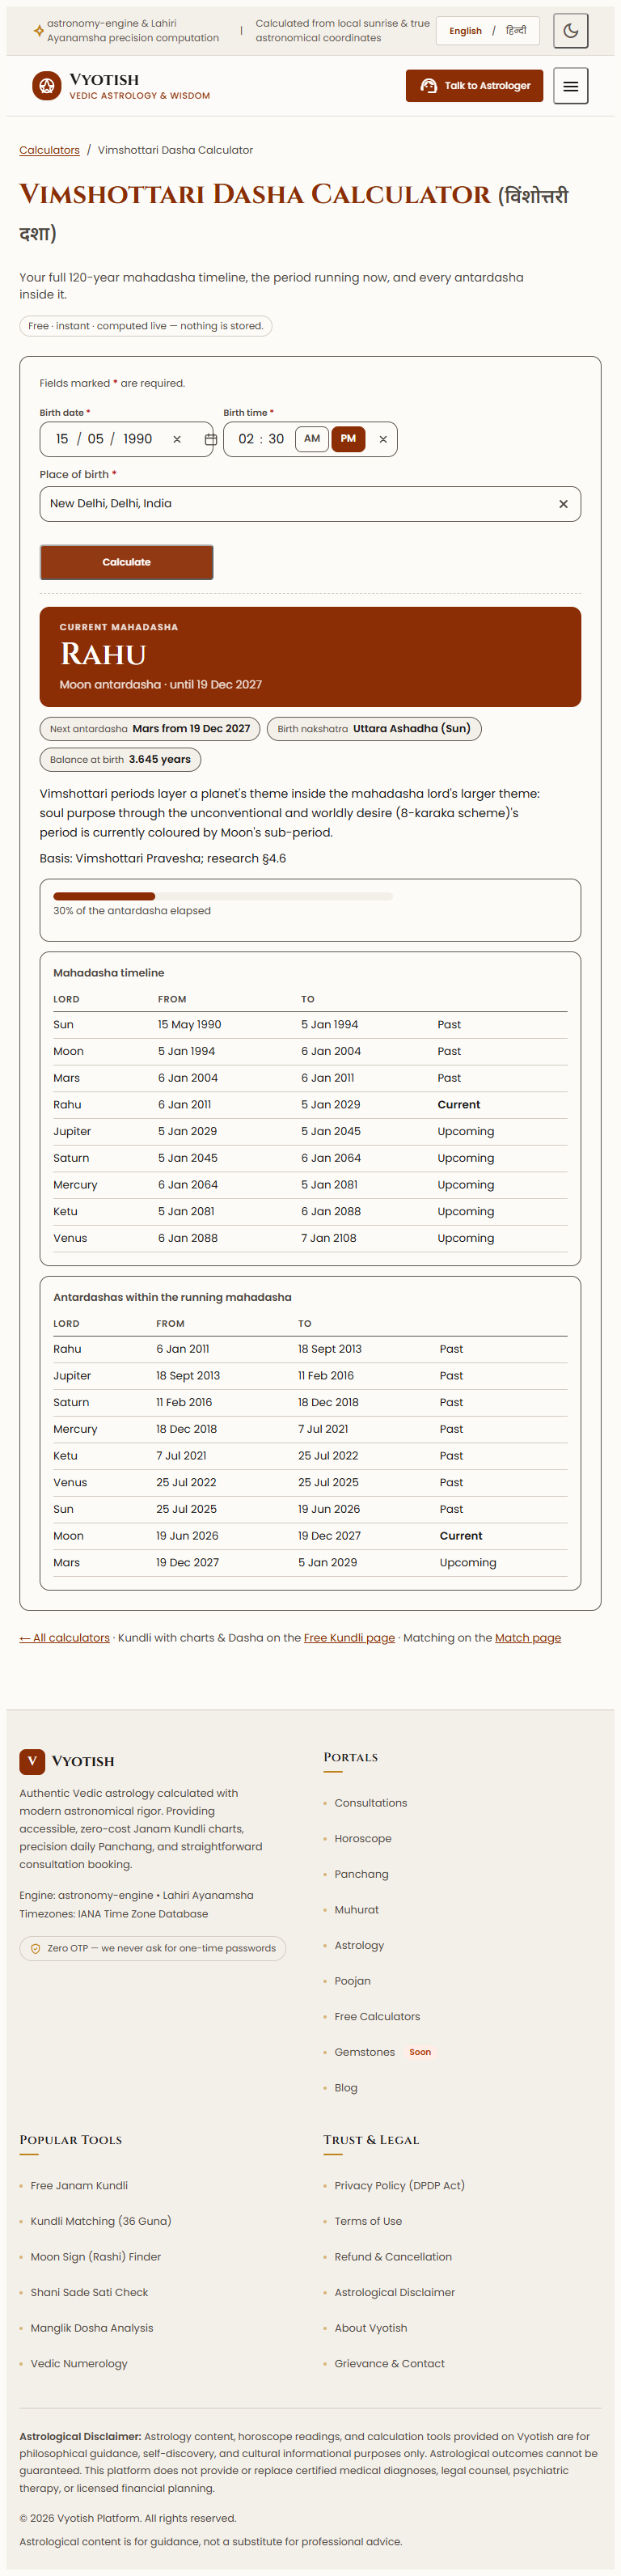 astronomy-engine & Lahiri
Ayanamsha precision computation
|
Calculated from local sunrise & true
astronomical coordinates
English / हिन्दी
Vyotish
VEDIC ASTROLOGY & WISDOM
Talk to Astrologer
Calculators / Vimshottari Dasha Calculator
Vimshottari Dasha Calculator (विंशोत्तरी
दशा)
Your full 120-year mahadasha timeline, the period running now, and every antardasha
inside it.
Free · instant · computed live — nothing is stored.
Fields marked * are required.
Birth date *
15 / 05 / 1990 ×
Birth time *
02 : 30 AM PM ×
Place of birth *
New Delhi, Delhi, India ×
Calculate
CURRENT MAHADASHA
Rahu
Moon antardasha · until 19 Dec 2027
Next antardasha Mars from 19 Dec 2027
Birth nakshatra Uttara Ashadha (Sun)
Balance at birth 3.645 years
Vimshottari periods layer a planet's theme inside the mahadasha lord's larger theme:
soul purpose through the unconventional and worldly desire (8-karaka scheme)'s
period is currently coloured by Moon's sub-period.
Basis: Vimshottari Pravesha; research §4.6
30% of the antardasha elapsed
Mahadasha timeline
LORD FROM TO
Sun 15 May 1990 5 Jan 1994 Past
Moon 5 Jan 1994 6 Jan 2004 Past
Mars 6 Jan 2004 6 Jan 2011 Past
Rahu 6 Jan 2011 5 Jan 2029 Current
Jupiter 5 Jan 2029 5 Jan 2045 Upcoming
Saturn 5 Jan 2045 6 Jan 2064 Upcoming
Mercury 6 Jan 2064 5 Jan 2081 Upcoming
Ketu 5 Jan 2081 6 Jan 2088 Upcoming
Venus 6 Jan 2088 7 Jan 2108 Upcoming
Antardashas within the running mahadasha
LORD FROM TO
Rahu 6 Jan 2011 18 Sept 2013 Past
Jupiter 18 Sept 2013 11 Feb 2016 Past
Saturn 11 Feb 2016 18 Dec 2018 Past
Mercury 18 Dec 2018 7 Jul 2021 Past
Ketu 7 Jul 2021 25 Jul 2022 Past
Venus 25 Jul 2022 25 Jul 2025 Past
Sun 25 Jul 2025 19 Jun 2026 Past
Moon 19 Jun 2026 19 Dec 2027 Current
Mars 19 Dec 2027 5 Jan 2029 Upcoming
← All calculators · Kundli with charts & Dasha on the Free Kundli page · Matching on the Match page
V Vyotish
Authentic Vedic astrology calculated with
modern astronomical rigor. Providing
accessible, zero-cost Janam Kundli charts,
precision daily Panchang, and straightforward
consultation booking.
Engine: astronomy-engine • Lahiri Ayanamsha
Timezones: IANA Time Zone Database
Zero OTP — we never ask for one-time passwords
Portals
Consultations
Horoscope
Panchang
Muhurat
Astrology
Poojan
Free Calculators
Gemstones Soon
Blog
Popular Tools
Free Janam Kundli
Kundli Matching (36 Guna)
Moon Sign (Rashi) Finder
Shani Sade Sati Check
Manglik Dosha Analysis
Vedic Numerology
Trust & Legal
Privacy Policy (DPDP Act)
Terms of Use
Refund & Cancellation
Astrological Disclaimer
About Vyotish
Grievance & Contact
Astrological Disclaimer: Astrology content, horoscope readings, and calculation tools provided on Vyotish are for
philosophical guidance, self-discovery, and cultural informational purposes only. Astrological outcomes cannot be
guaranteed. This platform does not provide or replace certified medical diagnoses, legal counsel, psychiatric
therapy, or licensed financial planning.
© 2026 Vyotish Platform. All rights reserved.
Astrological content is for guidance, not a substitute for professional advice.